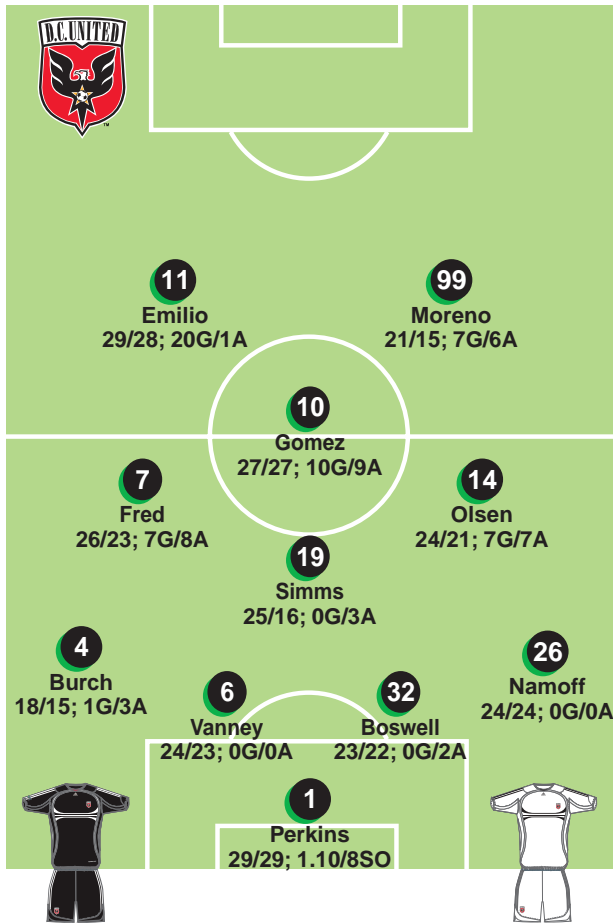 D.C. UNITED
TM
11
Emilio
29/28; 20G/1A
99
Moreno
21/15; 7G/6A
10
Gomez
27/27; 10G/9A
7
Fred
26/23; 7G/8A
14
Olsen
24/21; 7G/7A
19
Simms
25/16; 0G/3A
4
Burch
18/15; 1G/3A
26
Namoff
24/24; 0G/0A
6
Vanney
24/23; 0G/0A
32
Boswell
23/22; 0G/2A
1
Perkins
29/29; 1.10/8SO